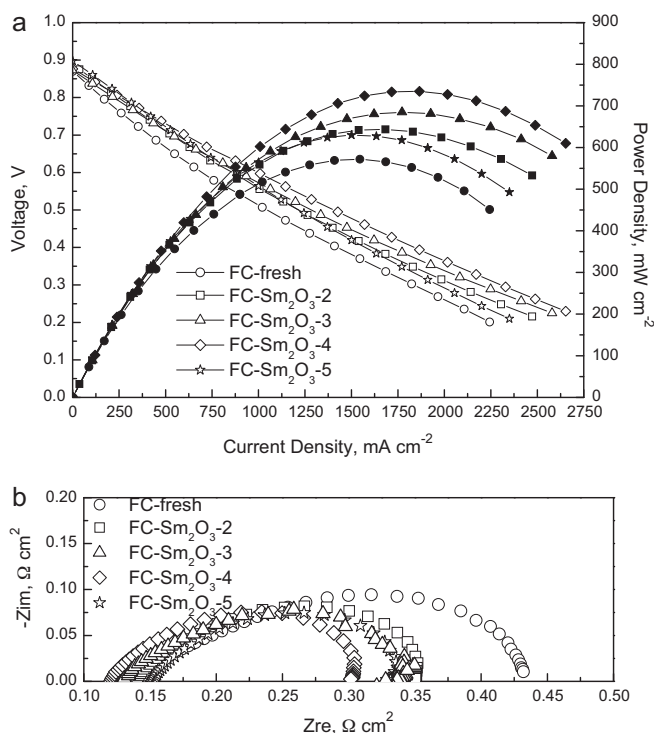 a
1.0
0.9
0.8
0.7
0.6
0.5
0.4
0.3
0.2
0.1
0.0
Voltage, V
900
800
700
600
500
400
300
200
100
0
Power Density, mW cm⁻²
FC-fresh
FC-Sm₂O₃-2
FC-Sm₂O₃-3
FC-Sm₂O₃-4
FC-Sm₂O₃-5
0 250 500 750 1000 1250 1500 1750 2000 2250 2500 2750
Current Density, mA cm⁻²
b
0.20
0.15
0.10
0.05
0.00
-Zim, Ω cm²
FC-fresh
FC-Sm₂O₃-2
FC-Sm₂O₃-3
FC-Sm₂O₃-4
FC-Sm₂O₃-5
0.10 0.15 0.20 0.25 0.30 0.35 0.40 0.45 0.50
Zre, Ω cm²